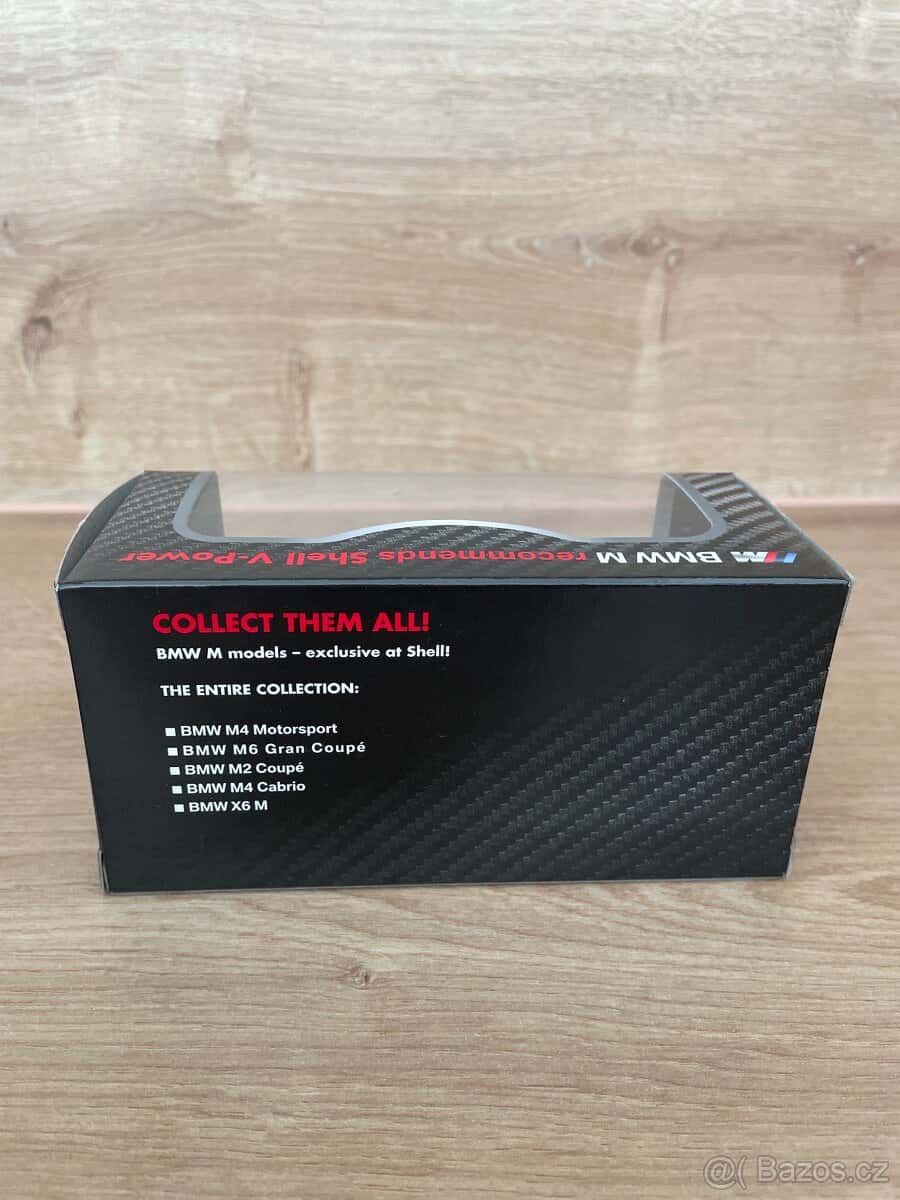 BMW M recommends Shell V-Power
COLLECT THEM ALL!
BMW M models – exclusive at Shell!
THE ENTIRE COLLECTION:
■ BMW M4 Motorsport
■ BMW M6 Gran Coupé
■ BMW M2 Coupé
■ BMW M4 Cabrio
■ BMW X6 M
@( Bazos.cz